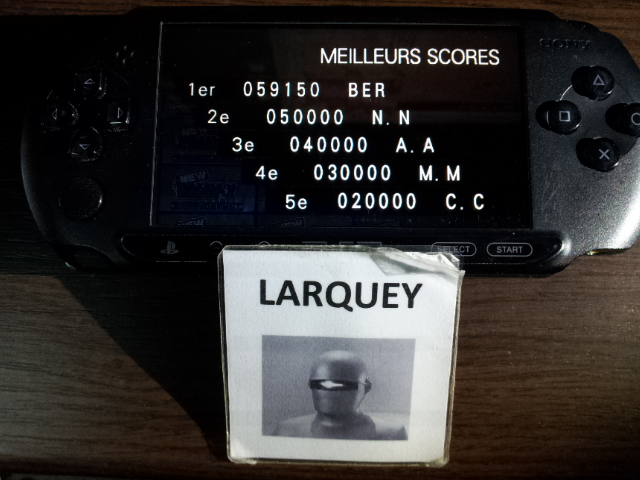 MEILLEURS SCORES
SONY
1er 059150 BER
2e 050000 N.N
3e 040000 A.A
4e 030000 M.M
5e 020000 C.C
SELECT START
LARQUEY